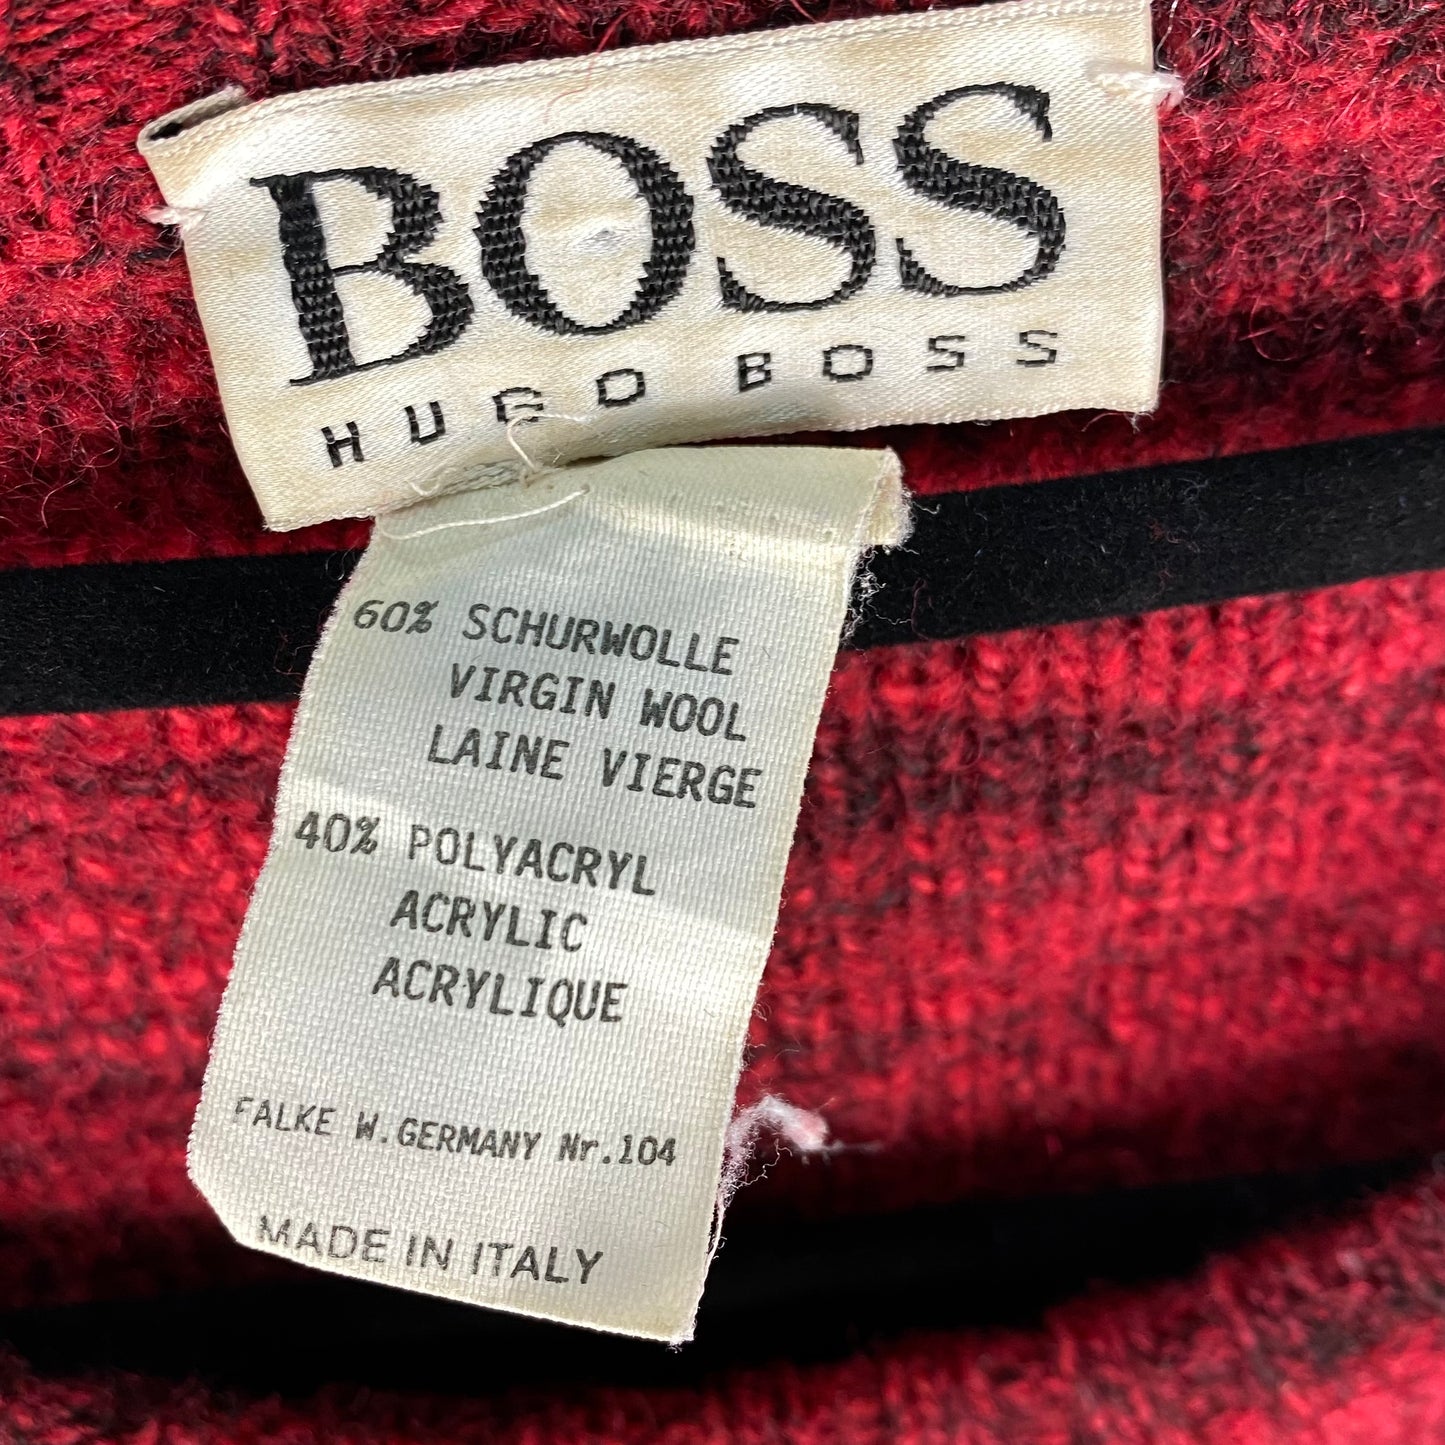 BOSS
HUGO BOSS
60% SCHURWOLLE
VIRGIN WOOL
LAINE VIERGE
40% POLYACRYL
ACRYLIC
ACRYLIQUE
FALKE W.GERMANY Nr.104
MADE IN ITALY